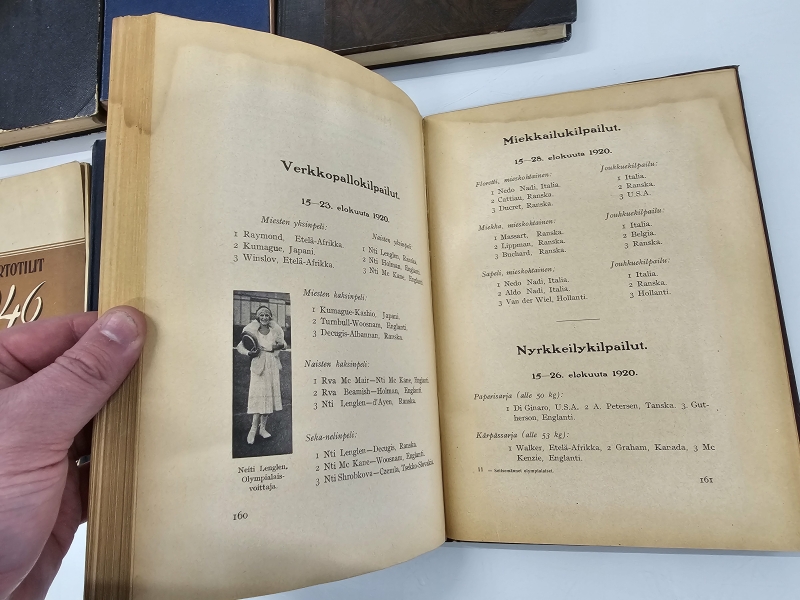 RTOTILIT
46
Verkkopallokilpailut.
15—23. elokuuta 1920.
Miesten yksinpeli:
1 Raymond, Etelä-Afrikka.
2 Kumague, Japani.
3 Winslov, Etelä-Afrikka.
Naisten yksinpeli
1 Nti Lenglen, Ranska.
2 Nti Holman, Englanti.
3 Nti Mc Kane, Englanti
Miesten kaksinpeli:
1 Kumague-Kashio, Japani.
2 Turnbull-Woosnam, Englanti.
3 Decugis-Albannan, Ranska.
Naisten kaksinpeli:
1 Rva Mc Mair—Nti Mc Kane, Englanti
2 Rva Beamish—Holman, Englanti.
3 Nti Lenglen—d'Ayen, Ranska.
Seka-nelinpeli:
1 Nti Lenglen—Decugis, Ranska.
2 Nti Mc Kane—Woosnam, Englanti.
3 Nti Shrobkova—Czemla, Tsekko-Slovakia
Neiti Lenglen,
Olympialais-
voittaja.
160
Miekkailukilpailut.
15—28. elokuuta 1920.
Floretti, mieskohtainen:
1 Nedo Nadi, Italia.
2 Cattiau, Ranska.
3 Ducret, Ranska.
Joukkuekilpailu:
1 Italia.
2 Ranska.
3 U.S.A.
Miekka, mieskohtainen:
1 Massart, Ranska.
2 Lippman, Ranska.
3 Buchard, Ranska.
Joukkuekilpailu:
1 Italia.
2 Belgia.
3 Ranska.
Sapeli, mieskohtainen:
1 Nedo Nadi, Italia.
2 Aldo Nadi, Italia.
3 Van der Wiel, Hollanti.
Joukkuekilpailu:
1 Italia.
2 Ranska.
3 Hollanti.
Nyrkkeilykilpailut.
15—26. elokuuta 1920.
Paperisarja (alle 50 kg):
1 Di Ginaro, U.S.A. 2 A. Petersen, Tanska. 3. Gut-
herson, Englanti.
Kärpässarja (alle 53 kg):
1 Walker, Etelä-Afrikka, 2 Graham, Kanada, 3 Mc
Kenzie, Englanti.
11 — Seitsemännet olympialaiset.
161